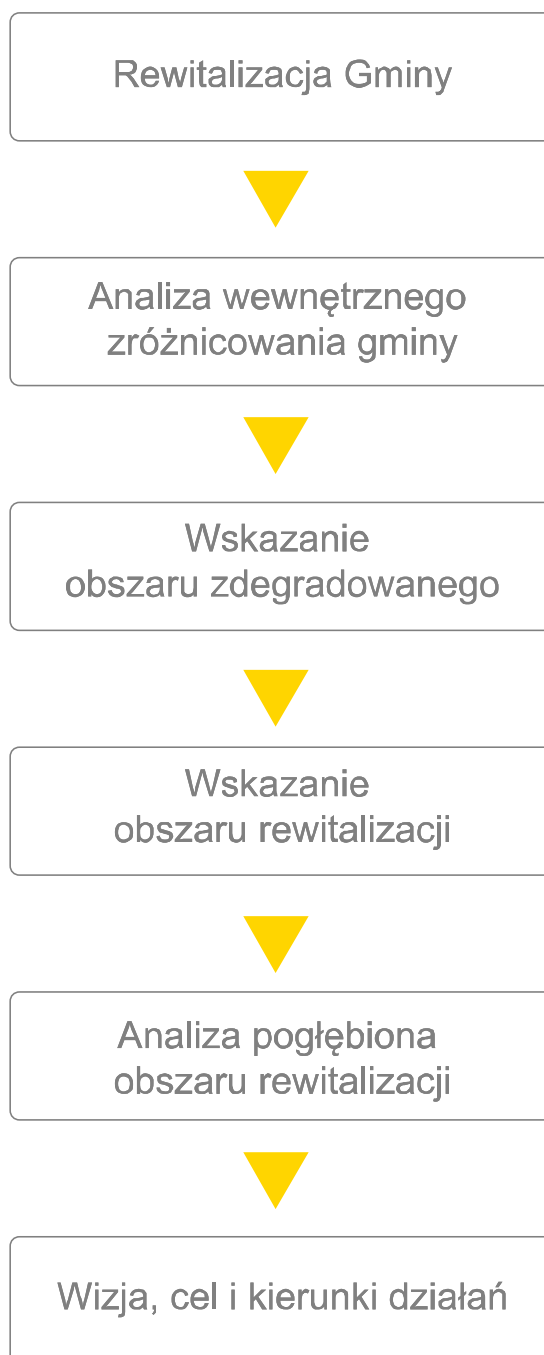 Rewitalizacja Gminy
Analiza wewnętrznego
zróżnicowania gminy
Wskazanie
obszaru zdegradowanego
Wskazanie
obszaru rewitalizacji
Analiza pogłębiona
obszaru rewitalizacji
Wizja, cel i kierunki działań